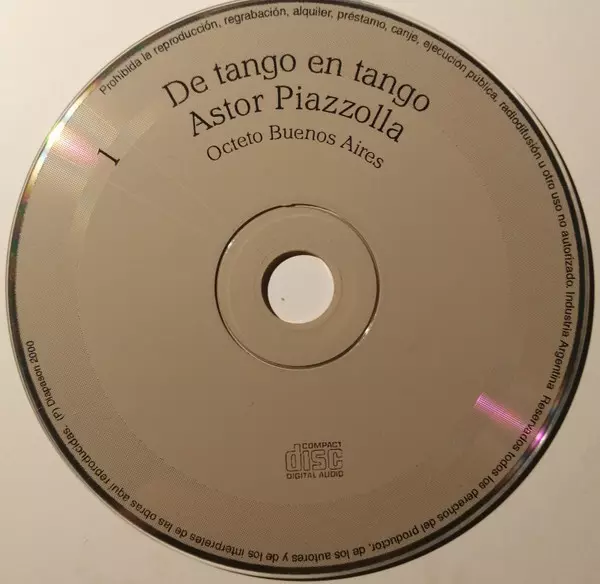 De tango en tango
Astor Piazzolla
Octeto Buenos Aires
1
COMPACT
disc
DIGITAL AUDIO
Prohibida la reproducción, regrabación, alquiler, préstamo, canje, ejecución pública, radiodifusión u otro uso no autorizado. Industria Argentina Reservados todos los derechos del productor, de los autores y de los intérpretes de las obras aquí reproducidas. (P) Diapason 2000